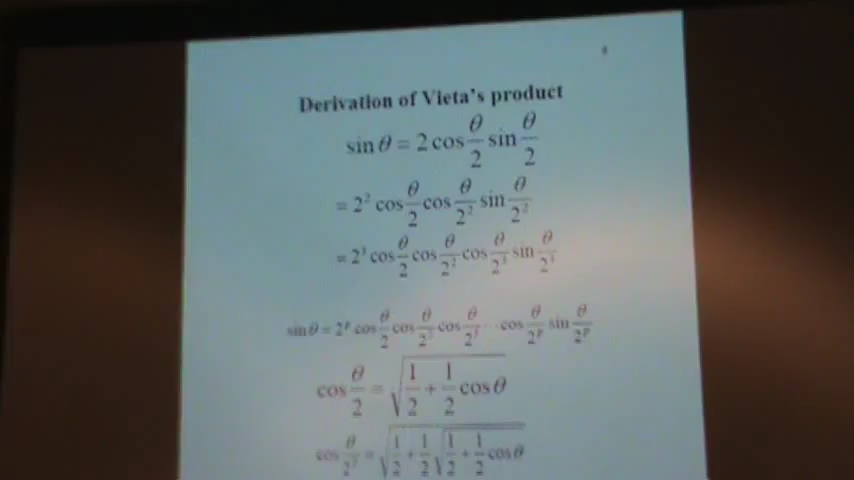 Derivation of Vieta's product
sin θ = 2 cos θ/2 sin θ/2
= 2² cos θ/2 cos θ/2² sin θ/2²
= 2³ cos θ/2 cos θ/2² cos θ/2³ sin θ/2³
sin θ = 2ᵖ cos θ/2 cos θ/2² cos θ/2³ ⋯ cos θ/2ᵖ sin θ/2ᵖ
cos θ/2 = √(1/2 + 1/2 cos θ)
cos θ/2² = √(1/2 + 1/2 √(1/2 + 1/2 cos θ))